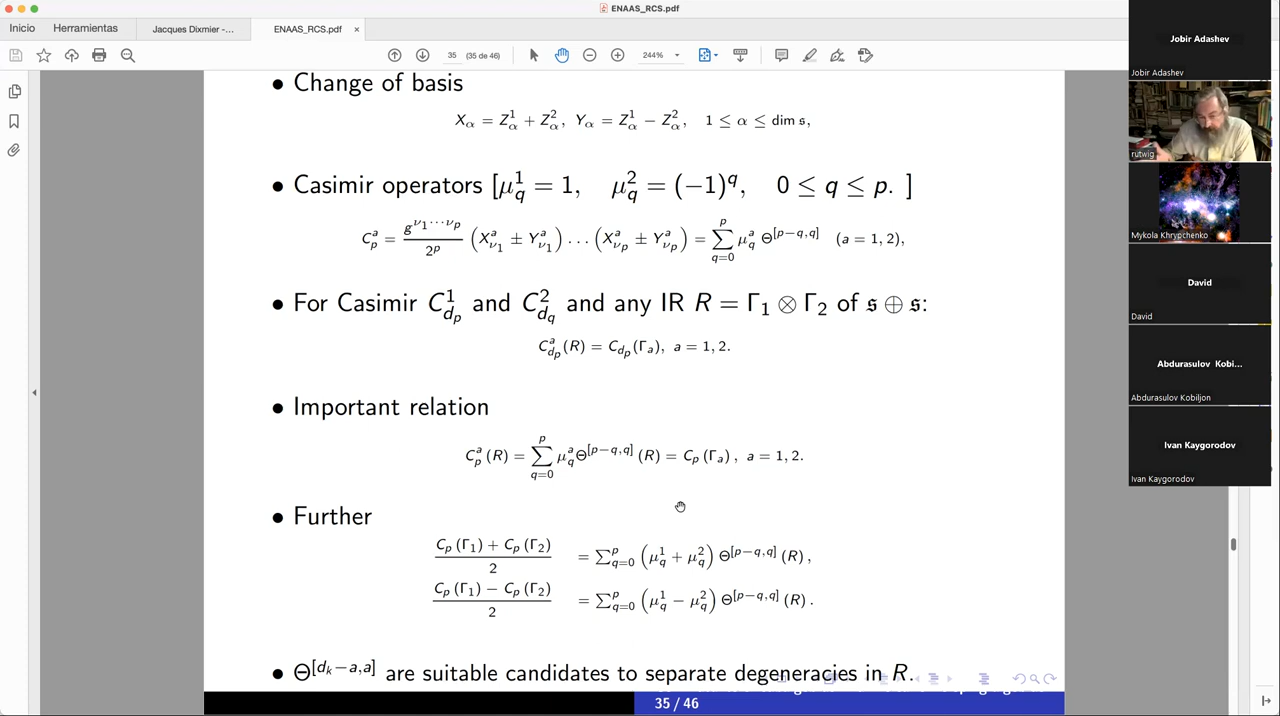 ENAAS_RCS.pdf
Inicio
Herramientas
Jacques Dixmier -...
ENAAS_RCS.pdf ×
35 (35 de 46)
244%
• Change of basis
X_α = Z^1_α + Z^2_α, Y_α = Z^1_α − Z^2_α, 1 ≤ α ≤ dim 𝔰,
• Casimir operators [μ^1_q = 1, μ^2_q = (−1)^q, 0 ≤ q ≤ p. ]
C^a_p = g^{ν_1···ν_p}/2^p (X^a_{ν_1} ± Y^a_{ν_1}) . . . (X^a_{ν_p} ± Y^a_{ν_p}) = ∑_{q=0}^{p} μ^a_q Θ^{[p−q,q]} (a = 1, 2),
• For Casimir C^1_{d_p} and C^2_{d_q} and any IR R = Γ_1 ⊗ Γ_2 of 𝔰 ⊕ 𝔰:
C^a_{d_p}(R) = C_{d_p}(Γ_a), a = 1, 2.
• Important relation
C^a_p (R) = ∑_{q=0}^{p} μ^a_q Θ^{[p−q,q]} (R) = C_p (Γ_a) , a = 1, 2.
• Further
C_p (Γ_1) + C_p (Γ_2) / 2 = ∑_{q=0}^{p} (μ^1_q + μ^2_q) Θ^{[p−q,q]} (R) ,
C_p (Γ_1) − C_p (Γ_2) / 2 = ∑_{q=0}^{p} (μ^1_q − μ^2_q) Θ^{[p−q,q]} (R) .
• Θ^{[d_k−a,a]} are suitable candidates to separate degeneracies in R.
35 / 46
Jobir Adashev
Jobir Adashev
rutwig
Mykola Khrypchenko
David
David
Abdurasulov Kobi...
Abdurasulov Kobiljon
Ivan Kaygorodov
Ivan Kaygorodov